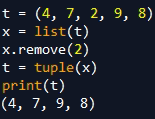 t = (4, 7, 2, 9, 8)
x = list(t)
x.remove(2)
t = tuple(x)
print(t)
(4, 7, 9, 8)